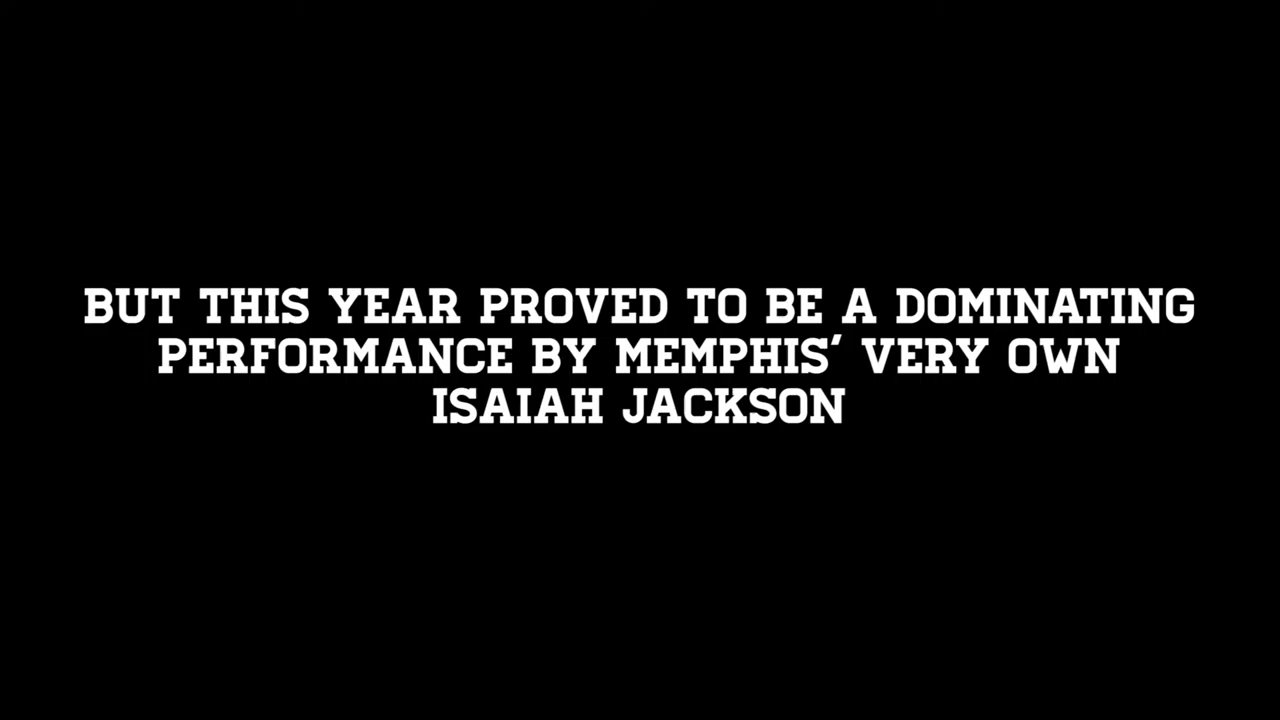 BUT THIS YEAR PROVED TO BE A DOMINATING
PERFORMANCE BY MEMPHIS' VERY OWN
ISAIAH JACKSON